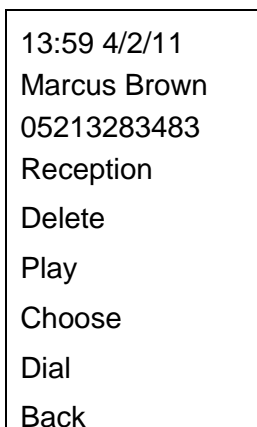 13:59 4/2/11
Marcus Brown
05213283483
Reception
Delete
Play
Choose
Dial
Back